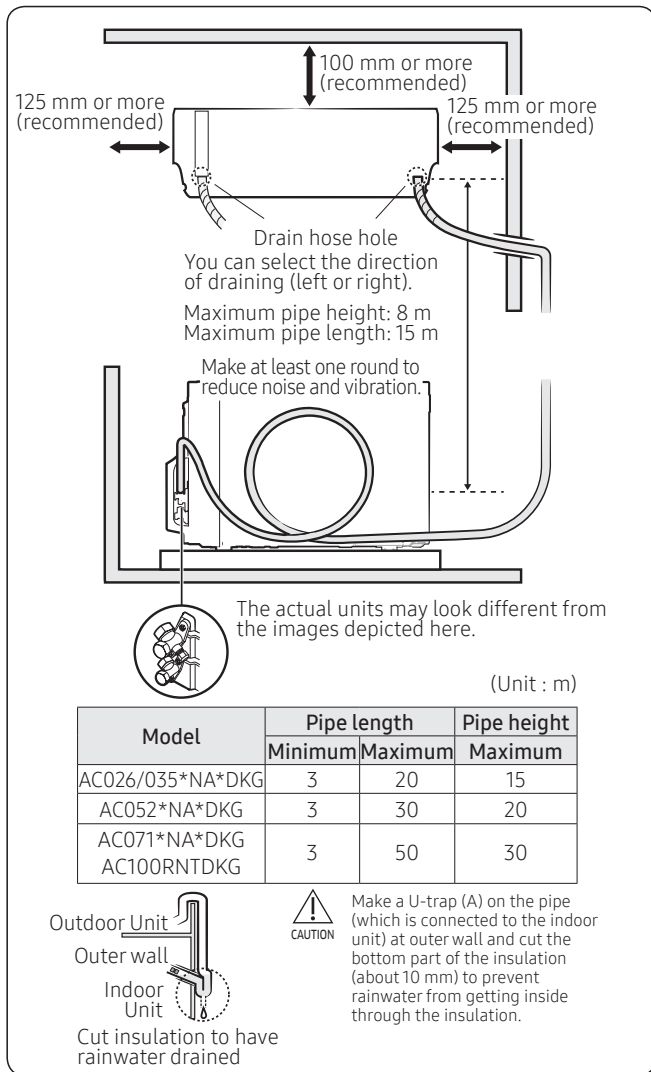 100 mm or more
(recommended)
125 mm or more
(recommended)
125 mm or more
(recommended)
Drain hose hole
You can select the direction
of draining (left or right).
Maximum pipe height: 8 m
Maximum pipe length: 15 m
Make at least one round to
reduce noise and vibration.
The actual units may look different from
the images depicted here.
(Unit : m)
Model Pipe length Pipe height
Minimum Maximum Maximum
AC026/035*NA*DKG 3 20 15
AC052*NA*DKG 3 30 20
AC071*NA*DKG
AC100RNTDKG 3 50 30
Outdoor Unit
Outer wall
Indoor
Unit
Cut insulation to have
rainwater drained
CAUTION
Make a U-trap (A) on the pipe
(which is connected to the indoor
unit) at outer wall and cut the
bottom part of the insulation
(about 10 mm) to prevent
rainwater from getting inside
through the insulation.